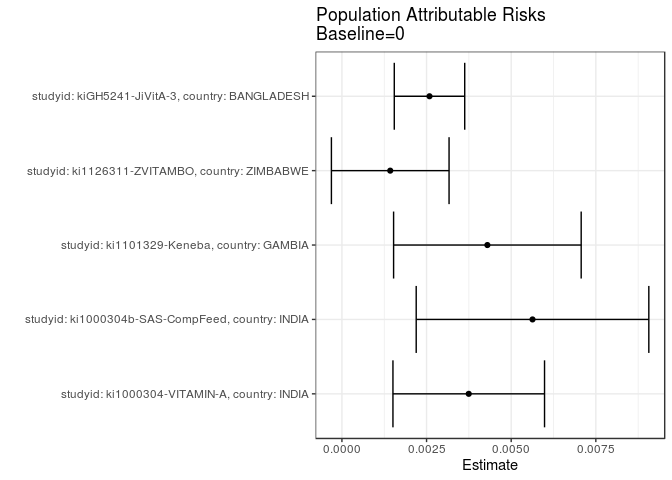 Population Attributable Risks
Baseline=0
studyid: kiGH5241-JiVitA-3, country: BANGLADESH
studyid: ki1126311-ZVITAMBO, country: ZIMBABWE
studyid: ki1101329-Keneba, country: GAMBIA
studyid: ki1000304b-SAS-CompFeed, country: INDIA
studyid: ki1000304-VITAMIN-A, country: INDIA
0.0000 0.0025 0.0050 0.0075
Estimate